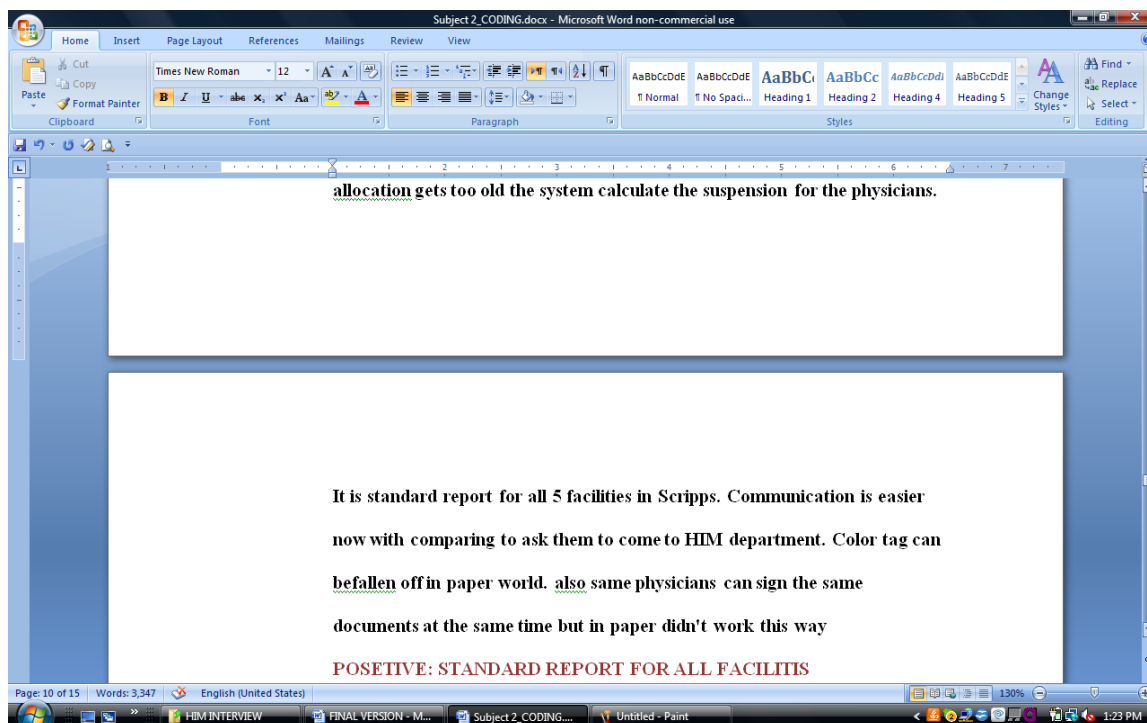 Subject 2_CODING.docx - Microsoft Word non-commercial use
Home Insert Page Layout References Mailings Review View
Cut
Copy
Format Painter
Paste
Times New Roman 12
AaBbCcDdE AaBbCcDdE AaBbC AaBbCc AaBbCcDdi AaBbCcDdE
¶ Normal ¶ No Spaci... Heading 1 Heading 2 Heading 4 Heading 5
Change Styles
Find
Replace
Select
Clipboard Font Paragraph Styles Editing
allocation gets too old the system calculate the suspension for the physicians.
It is standard report for all 5 facilities in Scripps. Communication is easier
now with comparing to ask them to come to HIM department. Color tag can
befallen off in paper world. also same physicians can sign the same
documents at the same time but in paper didn't work this way
POSETIVE: STANDARD REPORT FOR ALL FACILITIS
Page: 10 of 15 Words: 3,347 English (United States) 130%
HIM INTERVIEW FINAL VERSION - M... Subject 2_CODING.... Untitled - Paint 1:23 PM